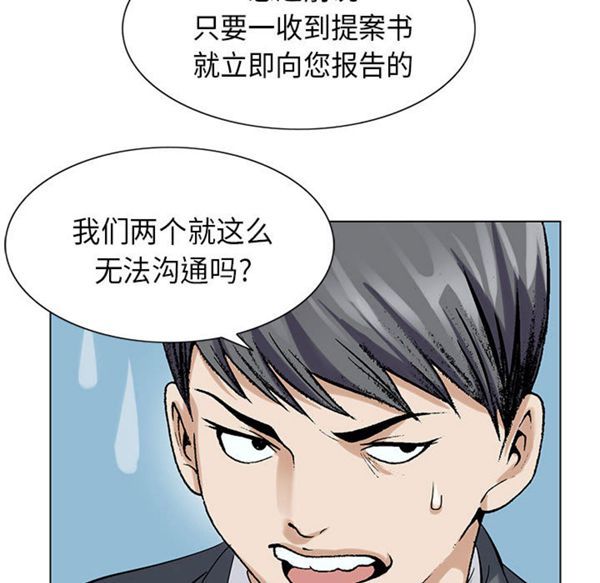 只要一收到提案书
就立即向您报告的
我们两个就这么
无法沟通吗?